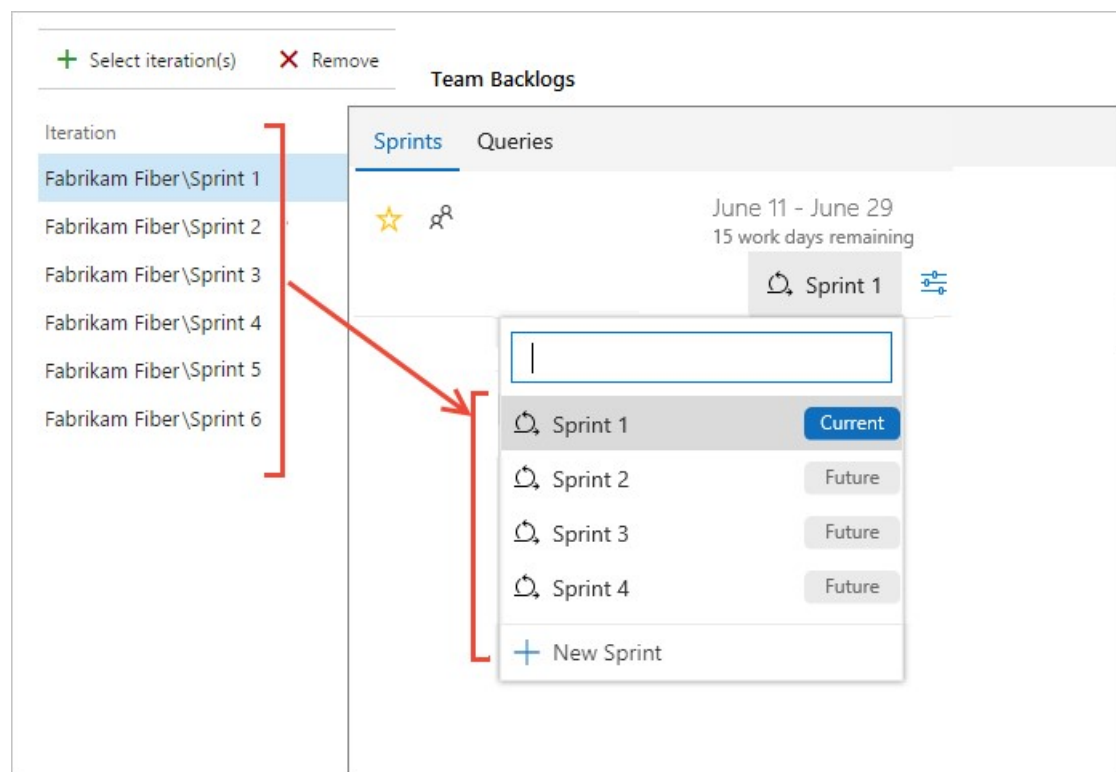 Select iteration(s) Remove
Team Backlogs
Iteration
Fabrikam Fiber\Sprint 1
Fabrikam Fiber\Sprint 2
Fabrikam Fiber\Sprint 3
Fabrikam Fiber\Sprint 4
Fabrikam Fiber\Sprint 5
Fabrikam Fiber\Sprint 6
Sprints Queries
June 11 - June 29
15 work days remaining
Sprint 1
Sprint 1 Current
Sprint 2 Future
Sprint 3 Future
Sprint 4 Future
New Sprint